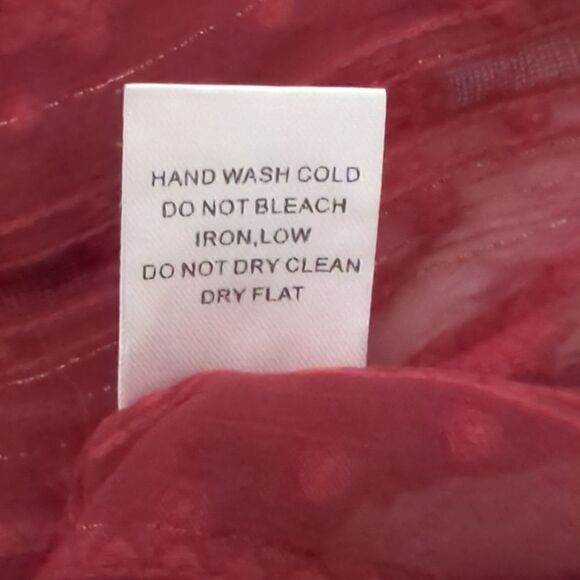 HAND WASH COLD
DO NOT BLEACH
IRON,LOW
DO NOT DRY CLEAN
DRY FLAT